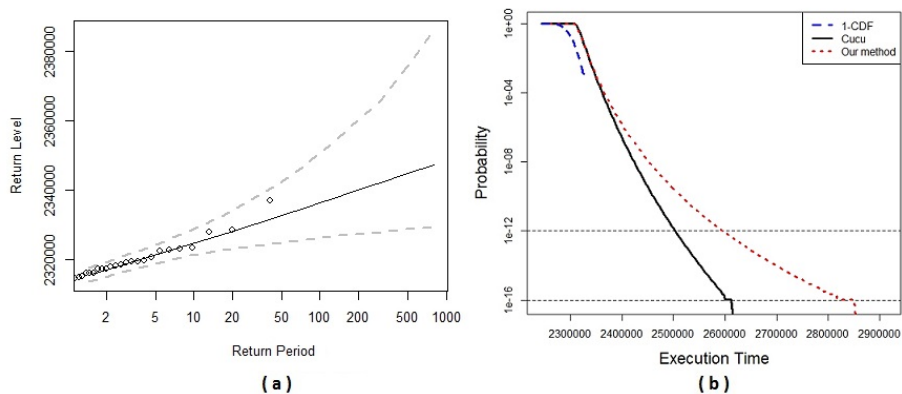 2320000 2340000 2360000 2380000
Return Level
2 5 10 20 50 100 200 500 1000
Return Period
( a )
1e+00
1e-04
1e-08
1e-12
1e-16
Probability
1-CDF
Cucu
Our method
2300000 2400000 2500000 2600000 2700000 2800000 2900000
Execution Time
( b )